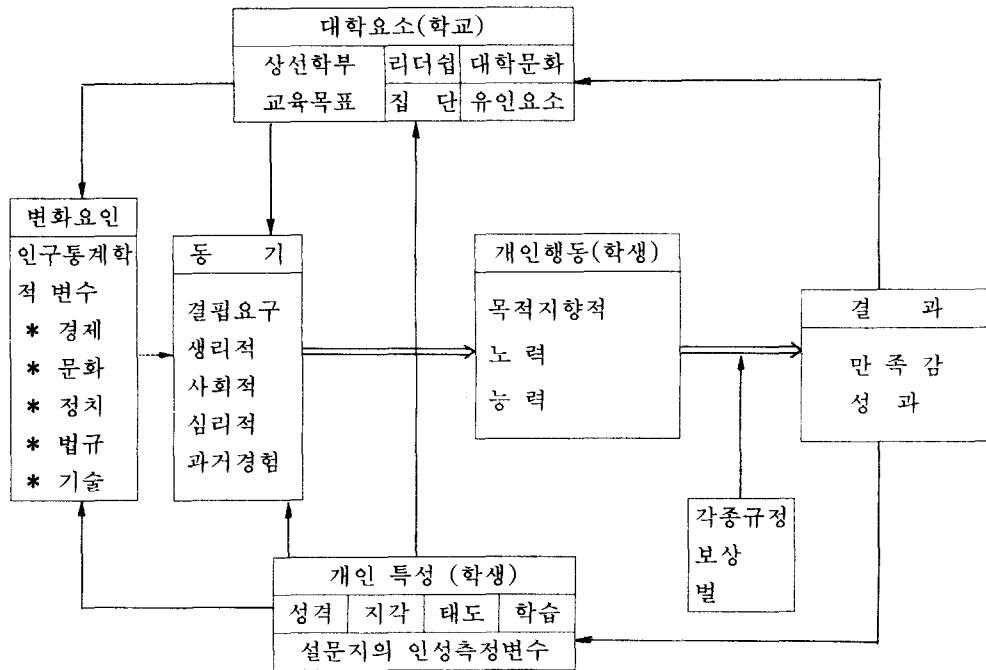 대학요소(학교)
상선학부 리더쉽 대학문화
교육목표 집 단 유인요소
변화요인
인구통계학
적 변수
* 경제
* 문화
* 정치
* 법규
* 기술
동 기
결핍요구
생리적
사회적
심리적
과거경험
개인행동(학생)
목적지향적
노 력
능 력
결 과
만 족 감
성 과
각종규정
보상
벌
개인 특성 (학생)
성격 지각 태도 학습
설문지의 인성측정변수